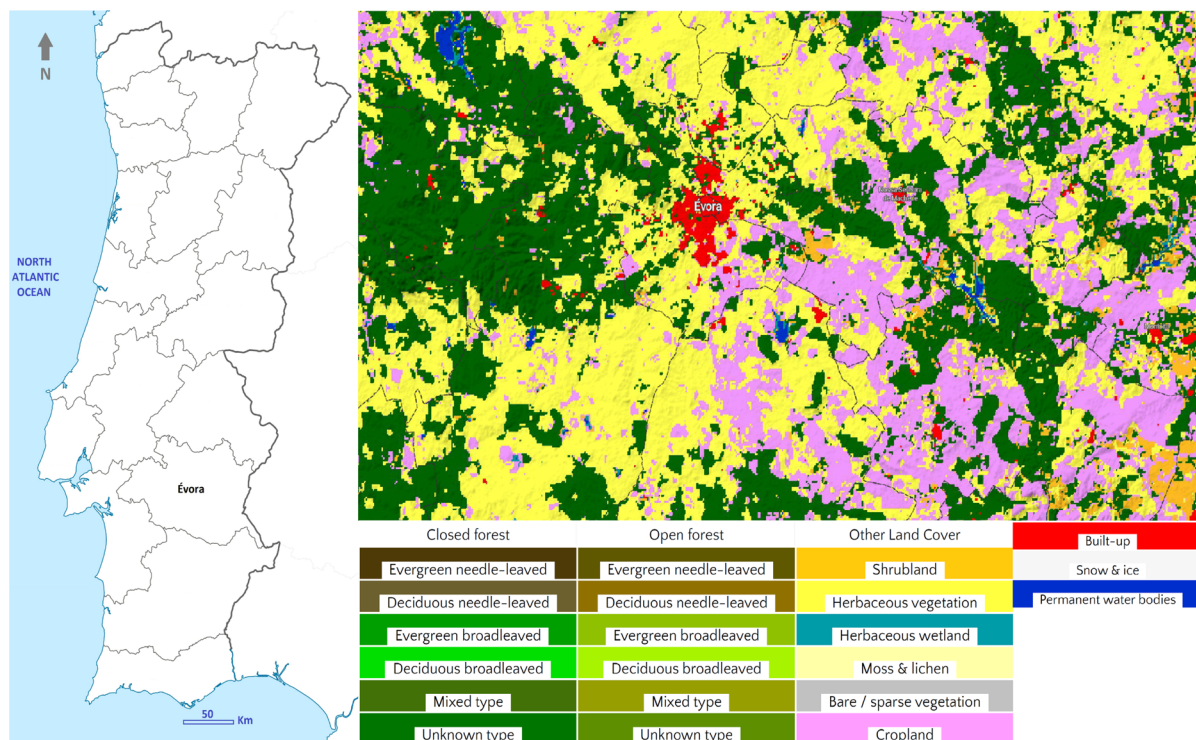 N
NORTH
ATLANTIC
OCEAN
Évora
50
Km
Évora
Closed forest
Open forest
Other Land Cover
Built-up
Evergreen needle-leaved
Evergreen needle-leaved
Shrubland
Snow & ice
Deciduous needle-leaved
Deciduous needle-leaved
Herbaceous vegetation
Permanent water bodies
Evergreen broadleaved
Evergreen broadleaved
Herbaceous wetland
Deciduous broadleaved
Deciduous broadleaved
Moss & lichen
Mixed type
Mixed type
Bare / sparse vegetation
Unknown type
Unknown type
Cropland